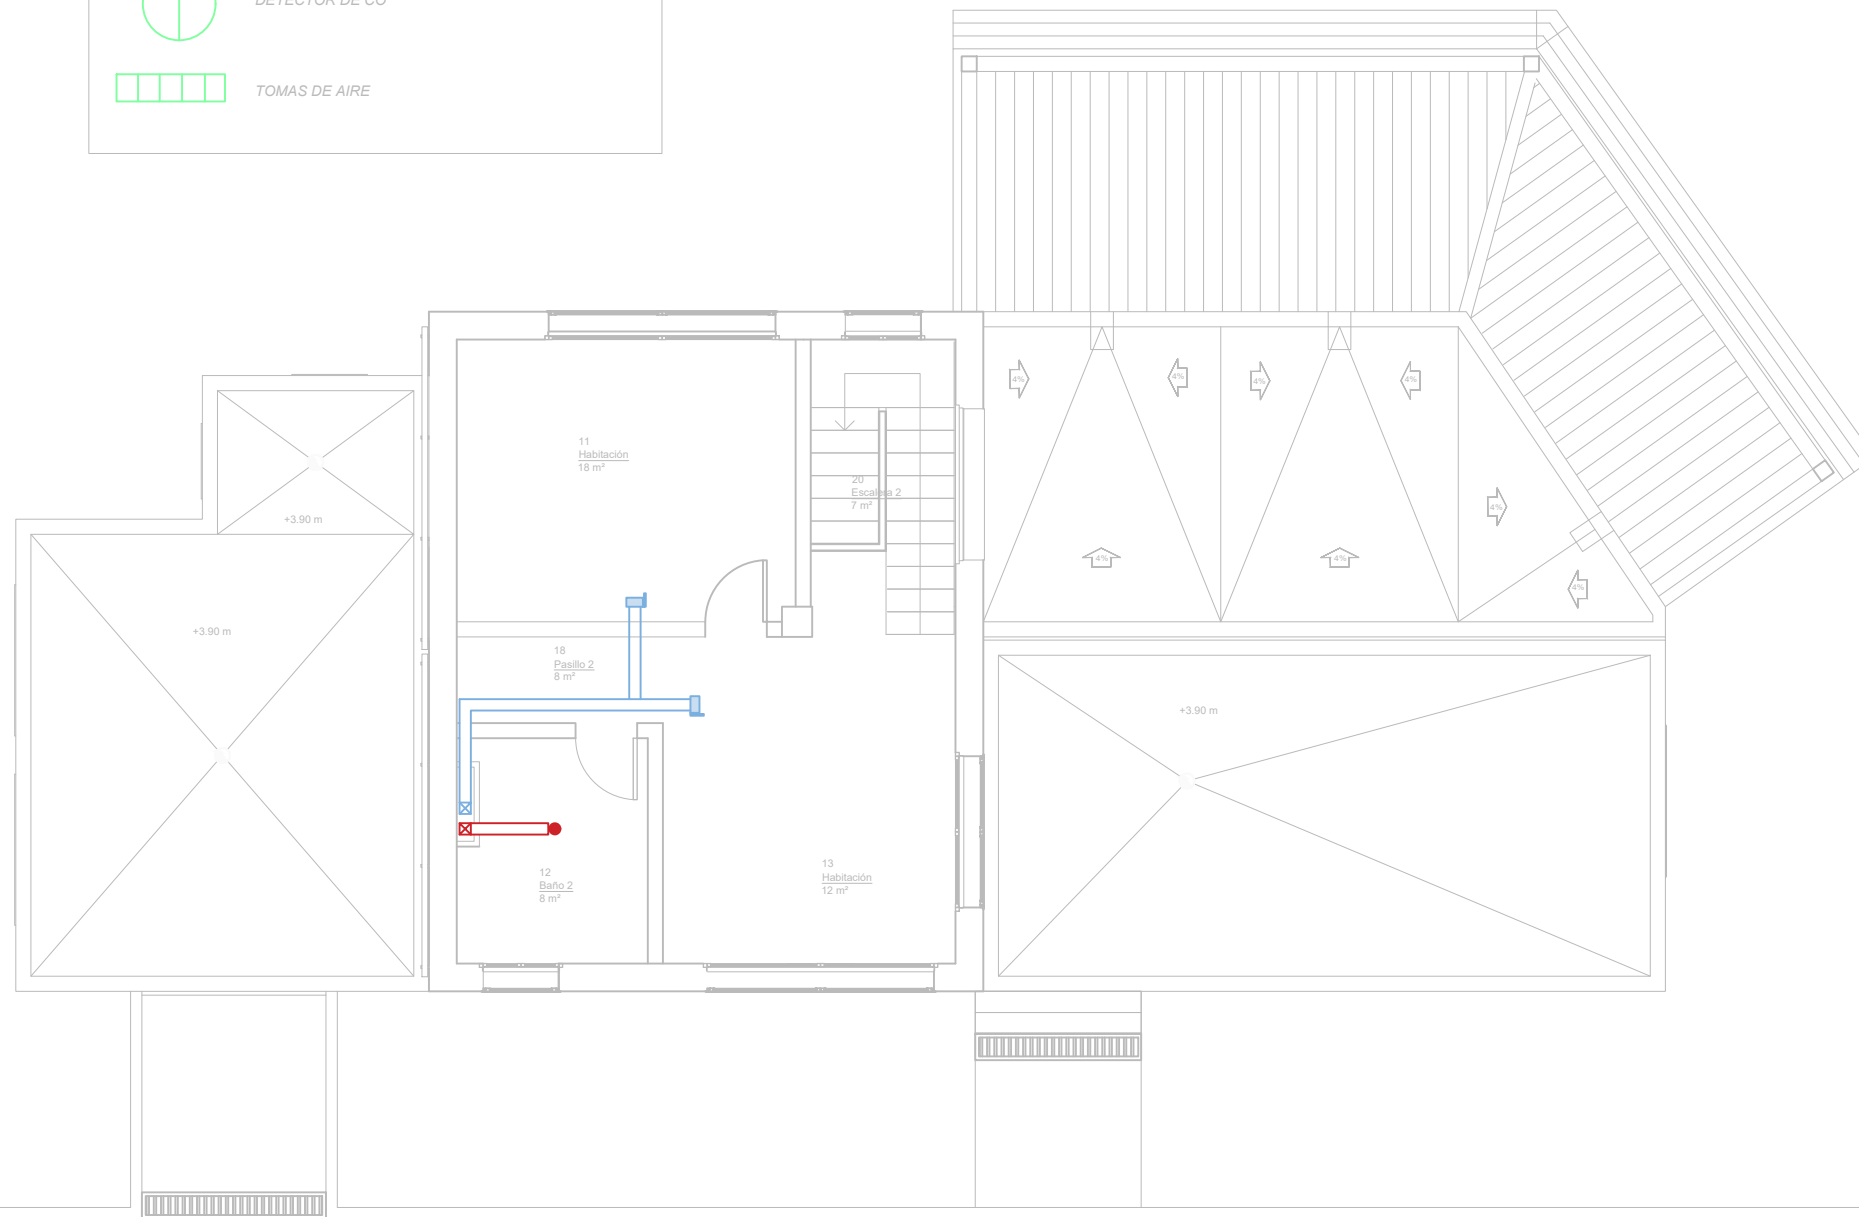 DETECTOR DE CO
TOMAS DE AIRE
4%
4%
4%
4%
11
Habitación
18 m²
20
Escalera 2
7 m²
+3.90 m
4%
4%
4%
4%
+3.90 m
18
Pasillo 2
8 m²
+3.90 m
13
Habitación
12 m²
12
Baño 2
8 m²